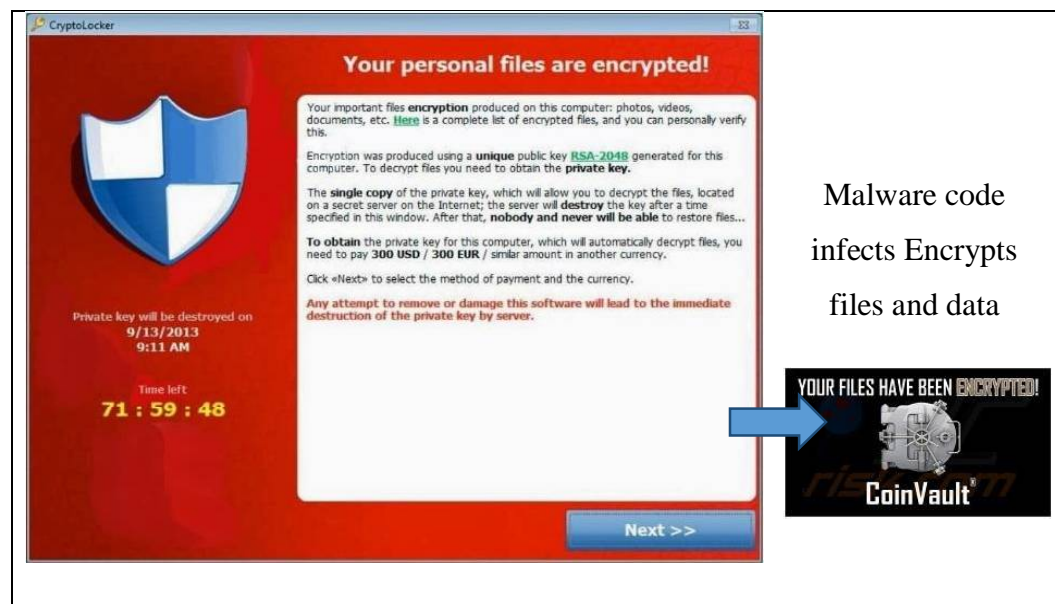 CryptoLocker
Your personal files are encrypted!
Your important files encryption produced on this computer: photos, videos,
documents, etc. Here is a complete list of encrypted files, and you can personally verify
this.
Encryption was produced using a unique public key RSA-2048 generated for this
computer. To decrypt files you need to obtain the private key.
The single copy of the private key, which will allow you to decrypt the files, located
on a secret server on the Internet; the server will destroy the key after a time
specified in this window. After that, nobody and never will be able to restore files...
To obtain the private key for this computer, which will automatically decrypt files, you
need to pay 300 USD / 300 EUR / similar amount in another currency.
Click «Next» to select the method of payment and the currency.
Any attempt to remove or damage this software will lead to the immediate
destruction of the private key by server.
Private key will be destroyed on
9/13/2013
9:11 AM
Time left
71 : 59 : 48
Next >>
Malware code
infects Encrypts
files and data
YOUR FILES HAVE BEEN ENCRYPTED!
CoinVault